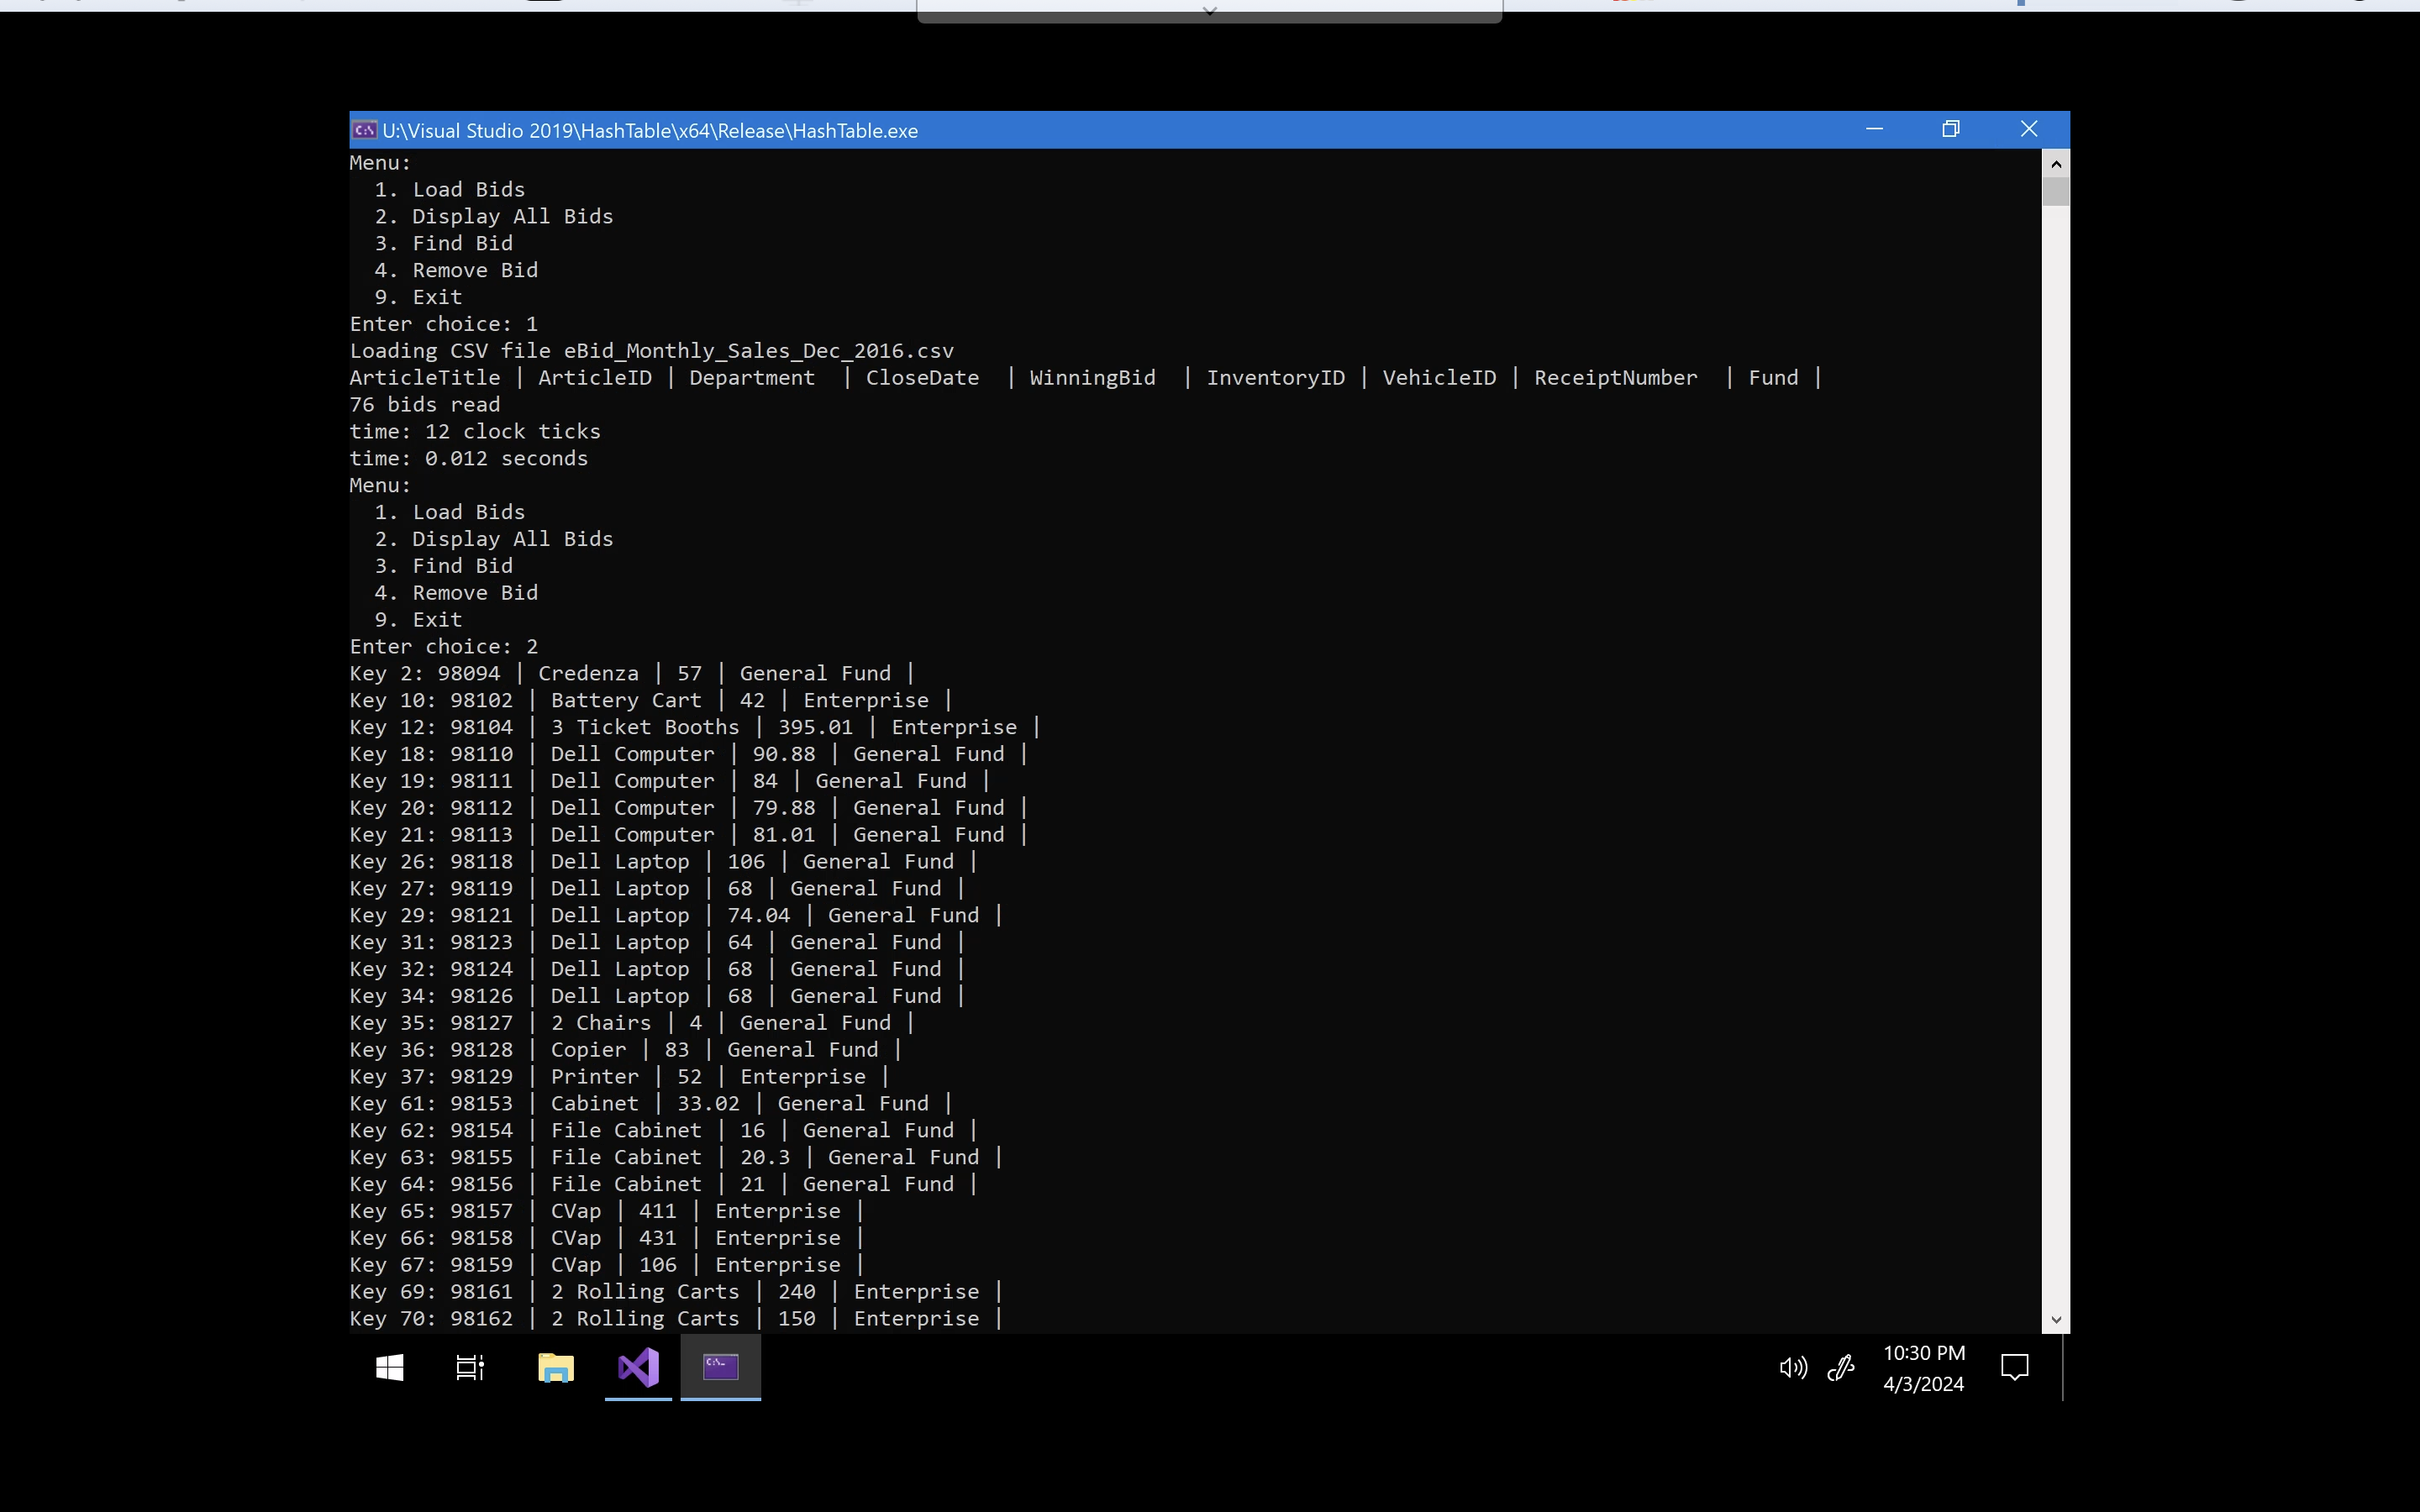 U:\Visual Studio 2019\HashTable\x64\Release\HashTable.exe
Menu:
  1. Load Bids
  2. Display All Bids
  3. Find Bid
  4. Remove Bid
  9. Exit
Enter choice: 1
Loading CSV file eBid_Monthly_Sales_Dec_2016.csv
ArticleTitle | ArticleID | Department  | CloseDate  | WinningBid  | InventoryID | VehicleID | ReceiptNumber  | Fund |
76 bids read
time: 12 clock ticks
time: 0.012 seconds
Menu:
  1. Load Bids
  2. Display All Bids
  3. Find Bid
  4. Remove Bid
  9. Exit
Enter choice: 2
Key 2: 98094 | Credenza | 57 | General Fund |
Key 10: 98102 | Battery Cart | 42 | Enterprise |
Key 12: 98104 | 3 Ticket Booths | 395.01 | Enterprise |
Key 18: 98110 | Dell Computer | 90.88 | General Fund |
Key 19: 98111 | Dell Computer | 84 | General Fund |
Key 20: 98112 | Dell Computer | 79.88 | General Fund |
Key 21: 98113 | Dell Computer | 81.01 | General Fund |
Key 26: 98118 | Dell Laptop | 106 | General Fund |
Key 27: 98119 | Dell Laptop | 68 | General Fund |
Key 29: 98121 | Dell Laptop | 74.04 | General Fund |
Key 31: 98123 | Dell Laptop | 64 | General Fund |
Key 32: 98124 | Dell Laptop | 68 | General Fund |
Key 34: 98126 | Dell Laptop | 68 | General Fund |
Key 35: 98127 | 2 Chairs | 4 | General Fund |
Key 36: 98128 | Copier | 83 | General Fund |
Key 37: 98129 | Printer | 52 | Enterprise |
Key 61: 98153 | Cabinet | 33.02 | General Fund |
Key 62: 98154 | File Cabinet | 16 | General Fund |
Key 63: 98155 | File Cabinet | 20.3 | General Fund |
Key 64: 98156 | File Cabinet | 21 | General Fund |
Key 65: 98157 | CVap | 411 | Enterprise |
Key 66: 98158 | CVap | 431 | Enterprise |
Key 67: 98159 | CVap | 106 | Enterprise |
Key 69: 98161 | 2 Rolling Carts | 240 | Enterprise |
Key 70: 98162 | 2 Rolling Carts | 150 | Enterprise |
10:30 PM
4/3/2024